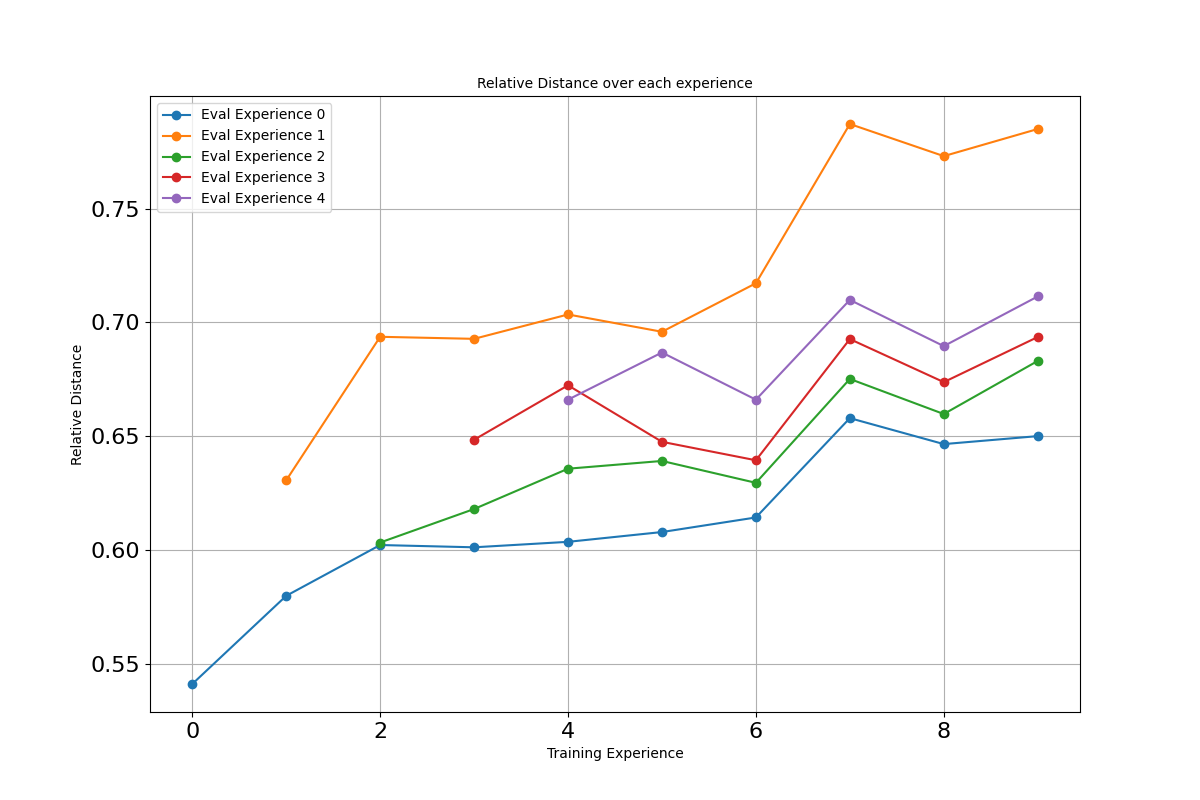 Relative Distance over each experience
Eval Experience 0
Eval Experience 1
Eval Experience 2
Eval Experience 3
Eval Experience 4
0.75
0.70
0.65
0.60
0.55
Relative Distance
0 2 4 6 8
Training Experience